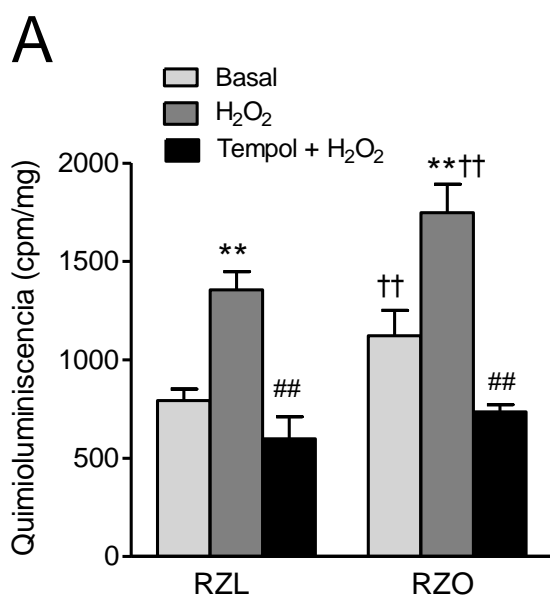 A
Basal
H₂O₂
Tempol + H₂O₂
Quimioluminiscencia (cpm/mg)
2000
1500
1000
500
0
**
##
††
**††
##
RZL RZO